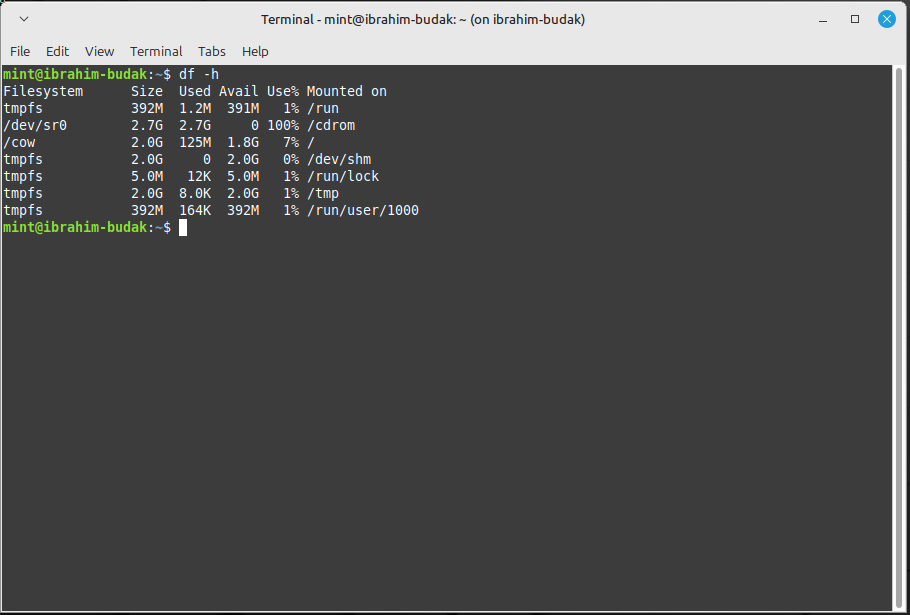 Terminal - mint@ibrahim-budak: ~ (on ibrahim-budak)
File Edit View Terminal Tabs Help
mint@ibrahim-budak:~$ df -h
Filesystem      Size  Used Avail Use% Mounted on
tmpfs           392M  1.2M  391M   1% /run
/dev/sr0        2.7G  2.7G     0 100% /cdrom
/cow            2.0G  125M  1.8G   7% /
tmpfs           2.0G     0  2.0G   0% /dev/shm
tmpfs           5.0M   12K  5.0M   1% /run/lock
tmpfs           2.0G  8.0K  2.0G   1% /tmp
tmpfs           392M  164K  392M   1% /run/user/1000
mint@ibrahim-budak:~$